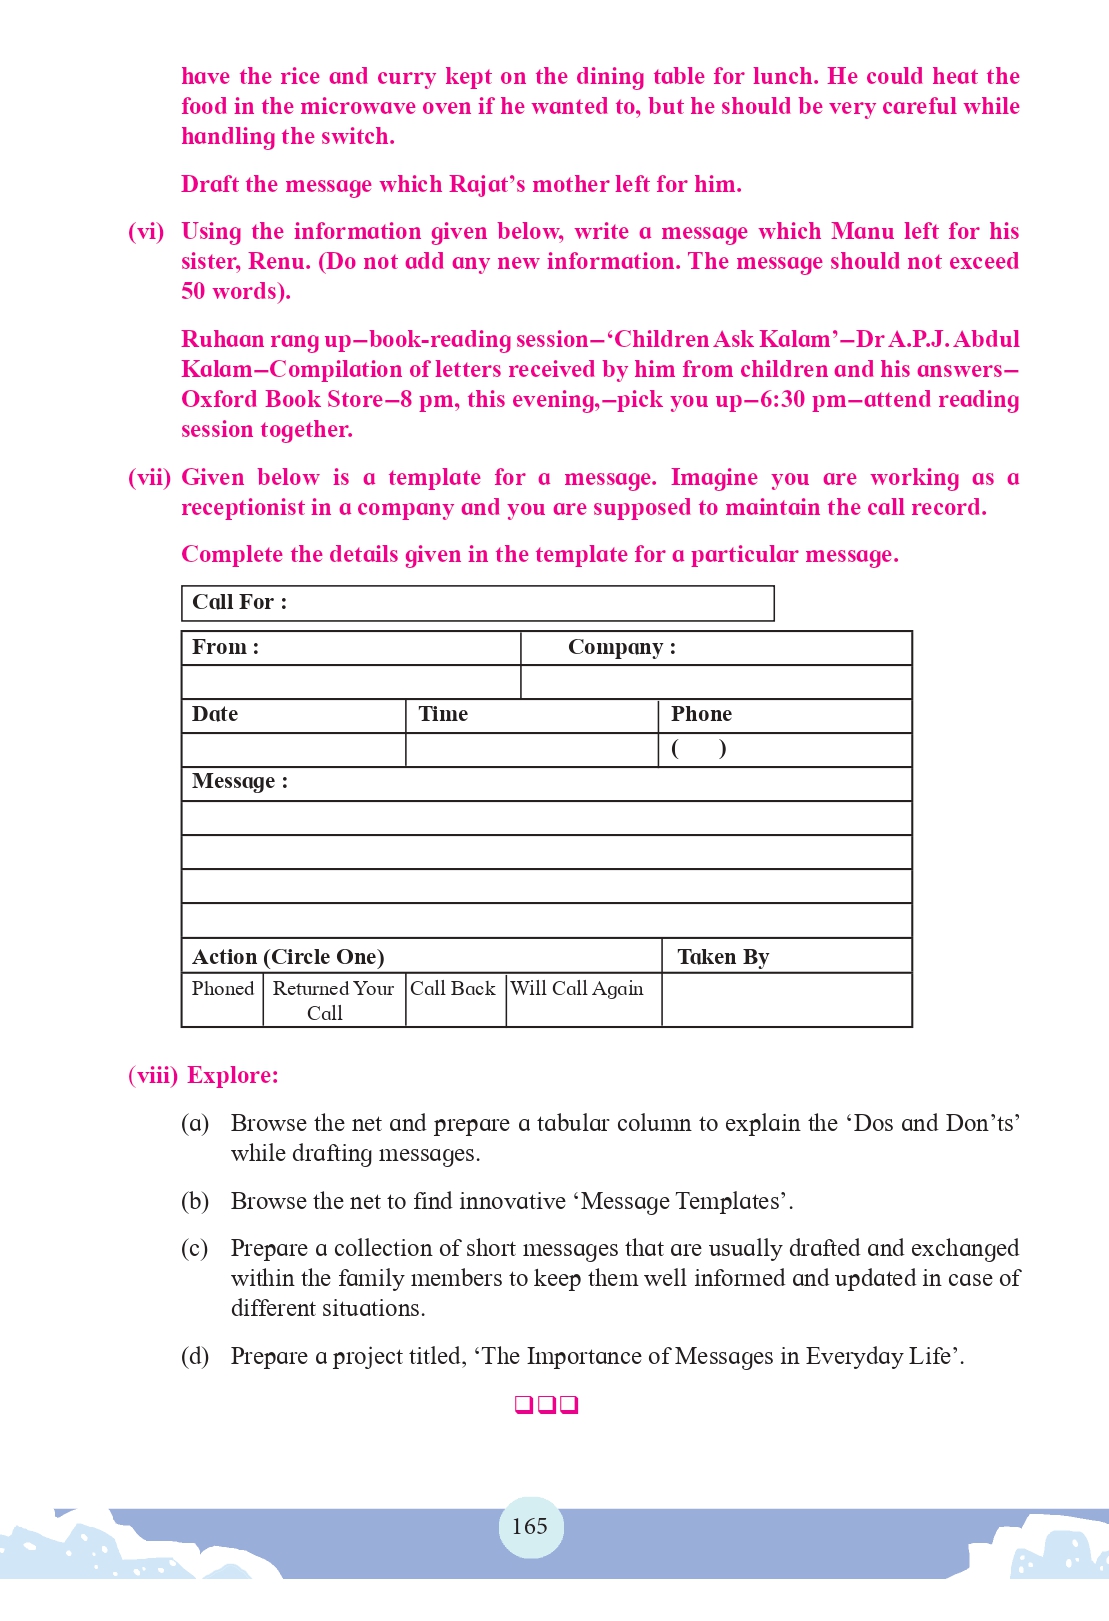 have the rice and curry kept on the dining table for lunch. He could heat the
food in the microwave oven if he wanted to, but he should be very careful while
handling the switch.
Draft the message which Rajat's mother left for him.
(vi) Using the information given below, write a message which Manu left for his
sister, Renu. (Do not add any new information. The message should not exceed
50 words).
Ruhaan rang up–book-reading session–‘Children Ask Kalam’–Dr A.P.J. Abdul
Kalam–Compilation of letters received by him from children and his answers–
Oxford Book Store–8 pm, this evening,–pick you up–6:30 pm–attend reading
session together.
(vii) Given below is a template for a message. Imagine you are working as a
receptionist in a company and you are supposed to maintain the call record.
Complete the details given in the template for a particular message.
Call For :
From : Company :
Date Time Phone
( )
Message :
Action (Circle One) Taken By
Phoned Returned Your Call Back Will Call Again
Call
(viii) Explore:
(a) Browse the net and prepare a tabular column to explain the ‘Dos and Don’ts’
while drafting messages.
(b) Browse the net to find innovative ‘Message Templates’.
(c) Prepare a collection of short messages that are usually drafted and exchanged
within the family members to keep them well informed and updated in case of
different situations.
(d) Prepare a project titled, ‘The Importance of Messages in Everyday Life’.
❑❑❑
165